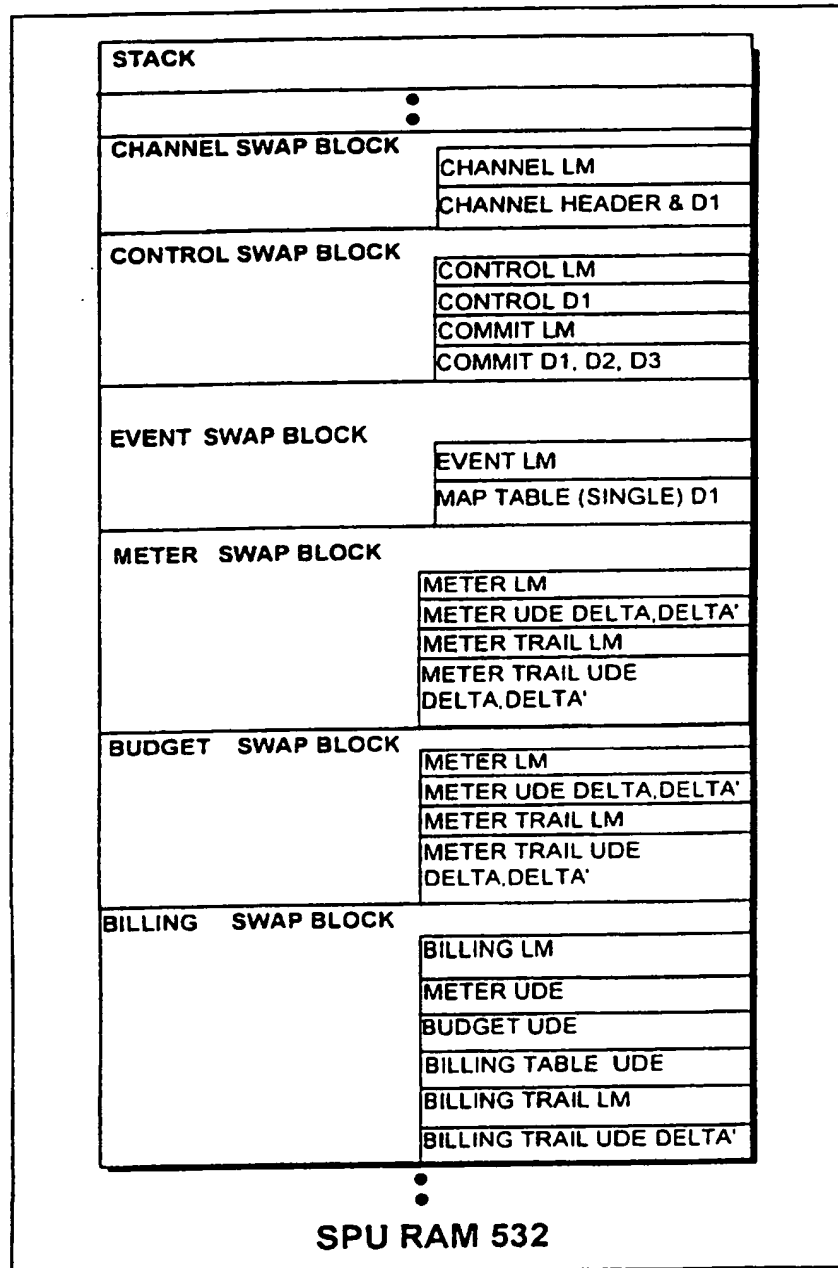 STACK
CHANNEL SWAP BLOCK
CHANNEL LM
CHANNEL HEADER & D1
CONTROL SWAP BLOCK
CONTROL LM
CONTROL D1
COMMIT LM
COMMIT D1, D2, D3
EVENT SWAP BLOCK
EVENT LM
MAP TABLE (SINGLE) D1
METER SWAP BLOCK
METER LM
METER UDE DELTA,DELTA'
METER TRAIL LM
METER TRAIL UDE
DELTA,DELTA'
BUDGET SWAP BLOCK
METER LM
METER UDE DELTA,DELTA'
METER TRAIL LM
METER TRAIL UDE
DELTA,DELTA'
BILLING SWAP BLOCK
BILLING LM
METER UDE
BUDGET UDE
BILLING TABLE UDE
BILLING TRAIL LM
BILLING TRAIL UDE DELTA'
SPU RAM 532